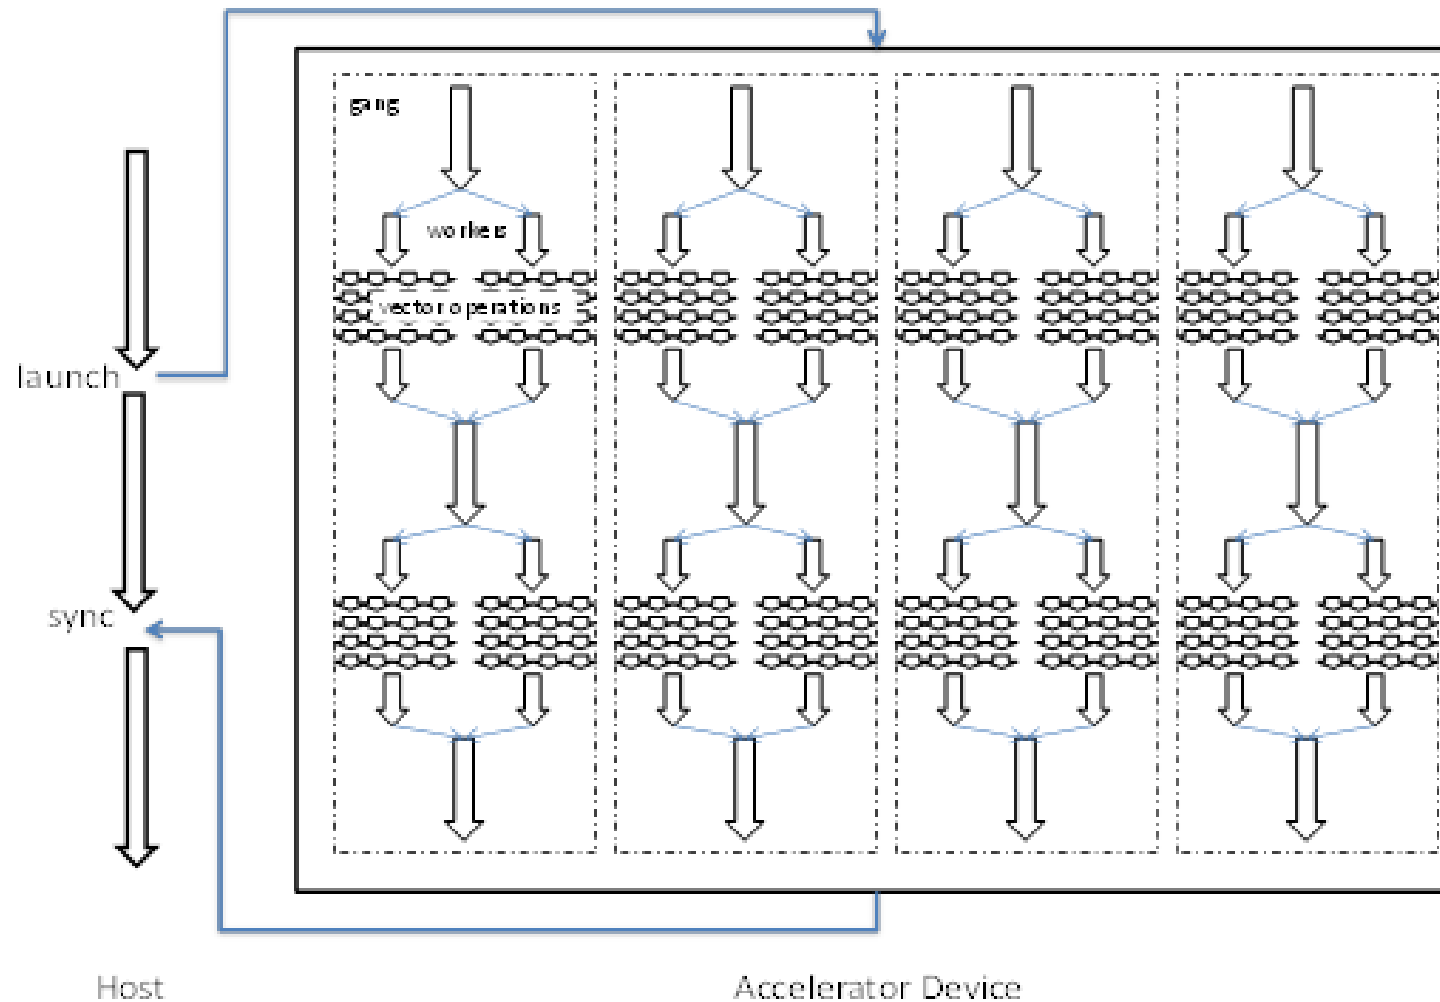 gang
workers
vector operations
launch
sync
Host
Accelerator Device